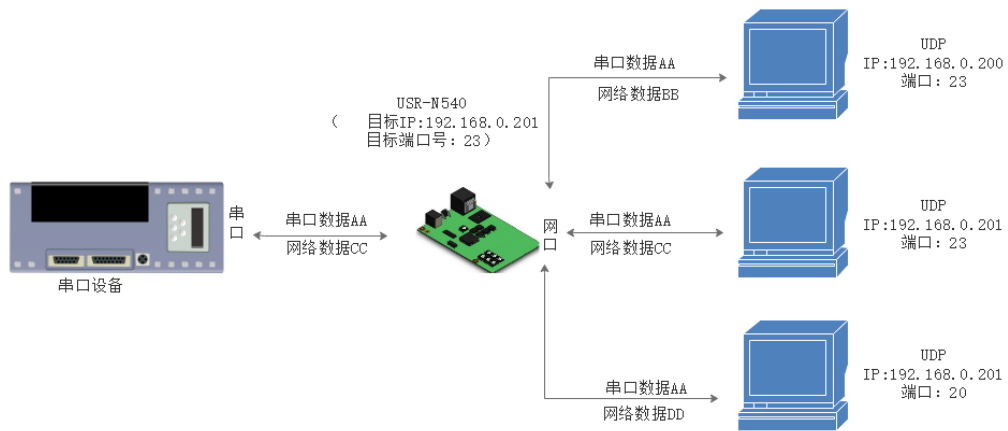 串口数据AA
网络数据BB
UDP
IP:192.168.0.200
端口：23
USR-N540
（ 目标IP:192.168.0.201
目标端口号：23）
串口
串口数据AA
网络数据CC
网口
串口数据AA
网络数据CC
UDP
IP:192.168.0.201
端口：23
串口设备
串口数据AA
网络数据DD
UDP
IP:192.168.0.201
端口：20